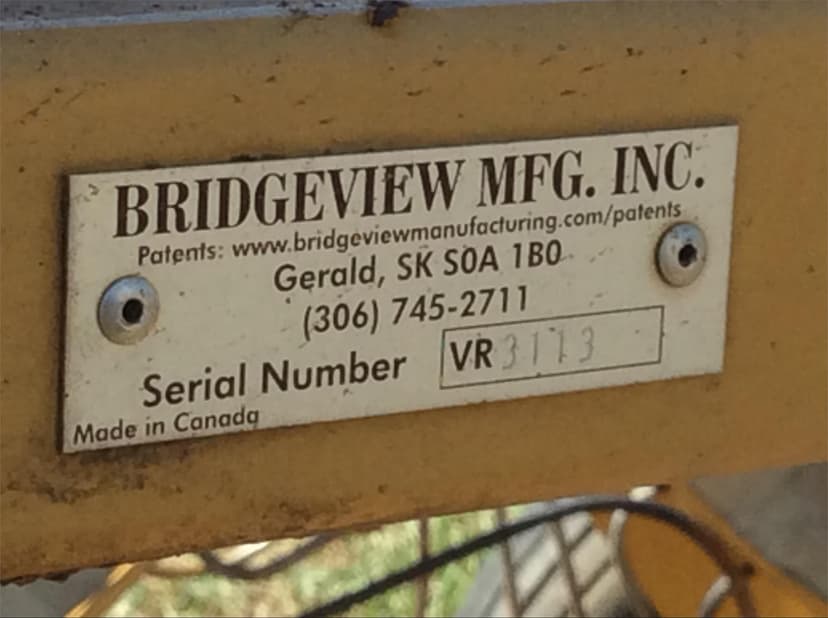 BRIDGEVIEW MFG. INC.
Patents: www.bridgeviewmanufacturing.com/patents
Gerald, SK S0A 1B0
(306) 745-2711
Serial Number VR 3113
Made in Canada